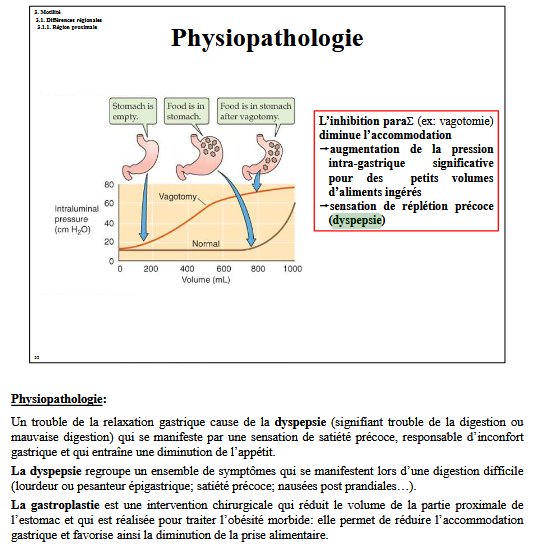 3. Motilité
3.1. Différences régionales
3.1.1. Région proximale
Physiopathologie
Stomach is
empty.
Food is in
stomach.
Food is in stomach
after vagotomy.
80
60
40
20
0
Intraluminal
pressure
(cm H2O)
Vagotomy
Normal
0 200 400 600 800 1000
Volume (mL)
L'inhibition paraΣ (ex: vagotomie)
diminue l'accommodation
→augmentation de la pression
intra-gastrique significative
pour des petits volumes
d'aliments ingérés
→sensation de réplétion précoce
(dyspepsie)
Physiopathologie:
Un trouble de la relaxation gastrique cause de la dyspepsie (signifiant trouble de la digestion ou
mauvaise digestion) qui se manifeste par une sensation de satiété précoce, responsable d'inconfort
gastrique et qui entraîne une diminution de l'appétit.
La dyspepsie regroupe un ensemble de symptômes qui se manifestent lors d'une digestion difficile
(lourdeur ou pesanteur épigastrique; satiété précoce; nausées post prandiales…).
La gastroplastie est une intervention chirurgicale qui réduit le volume de la partie proximale de
l'estomac et qui est réalisée pour traiter l'obésité morbide: elle permet de réduire l'accommodation
gastrique et favorise ainsi la diminution de la prise alimentaire.